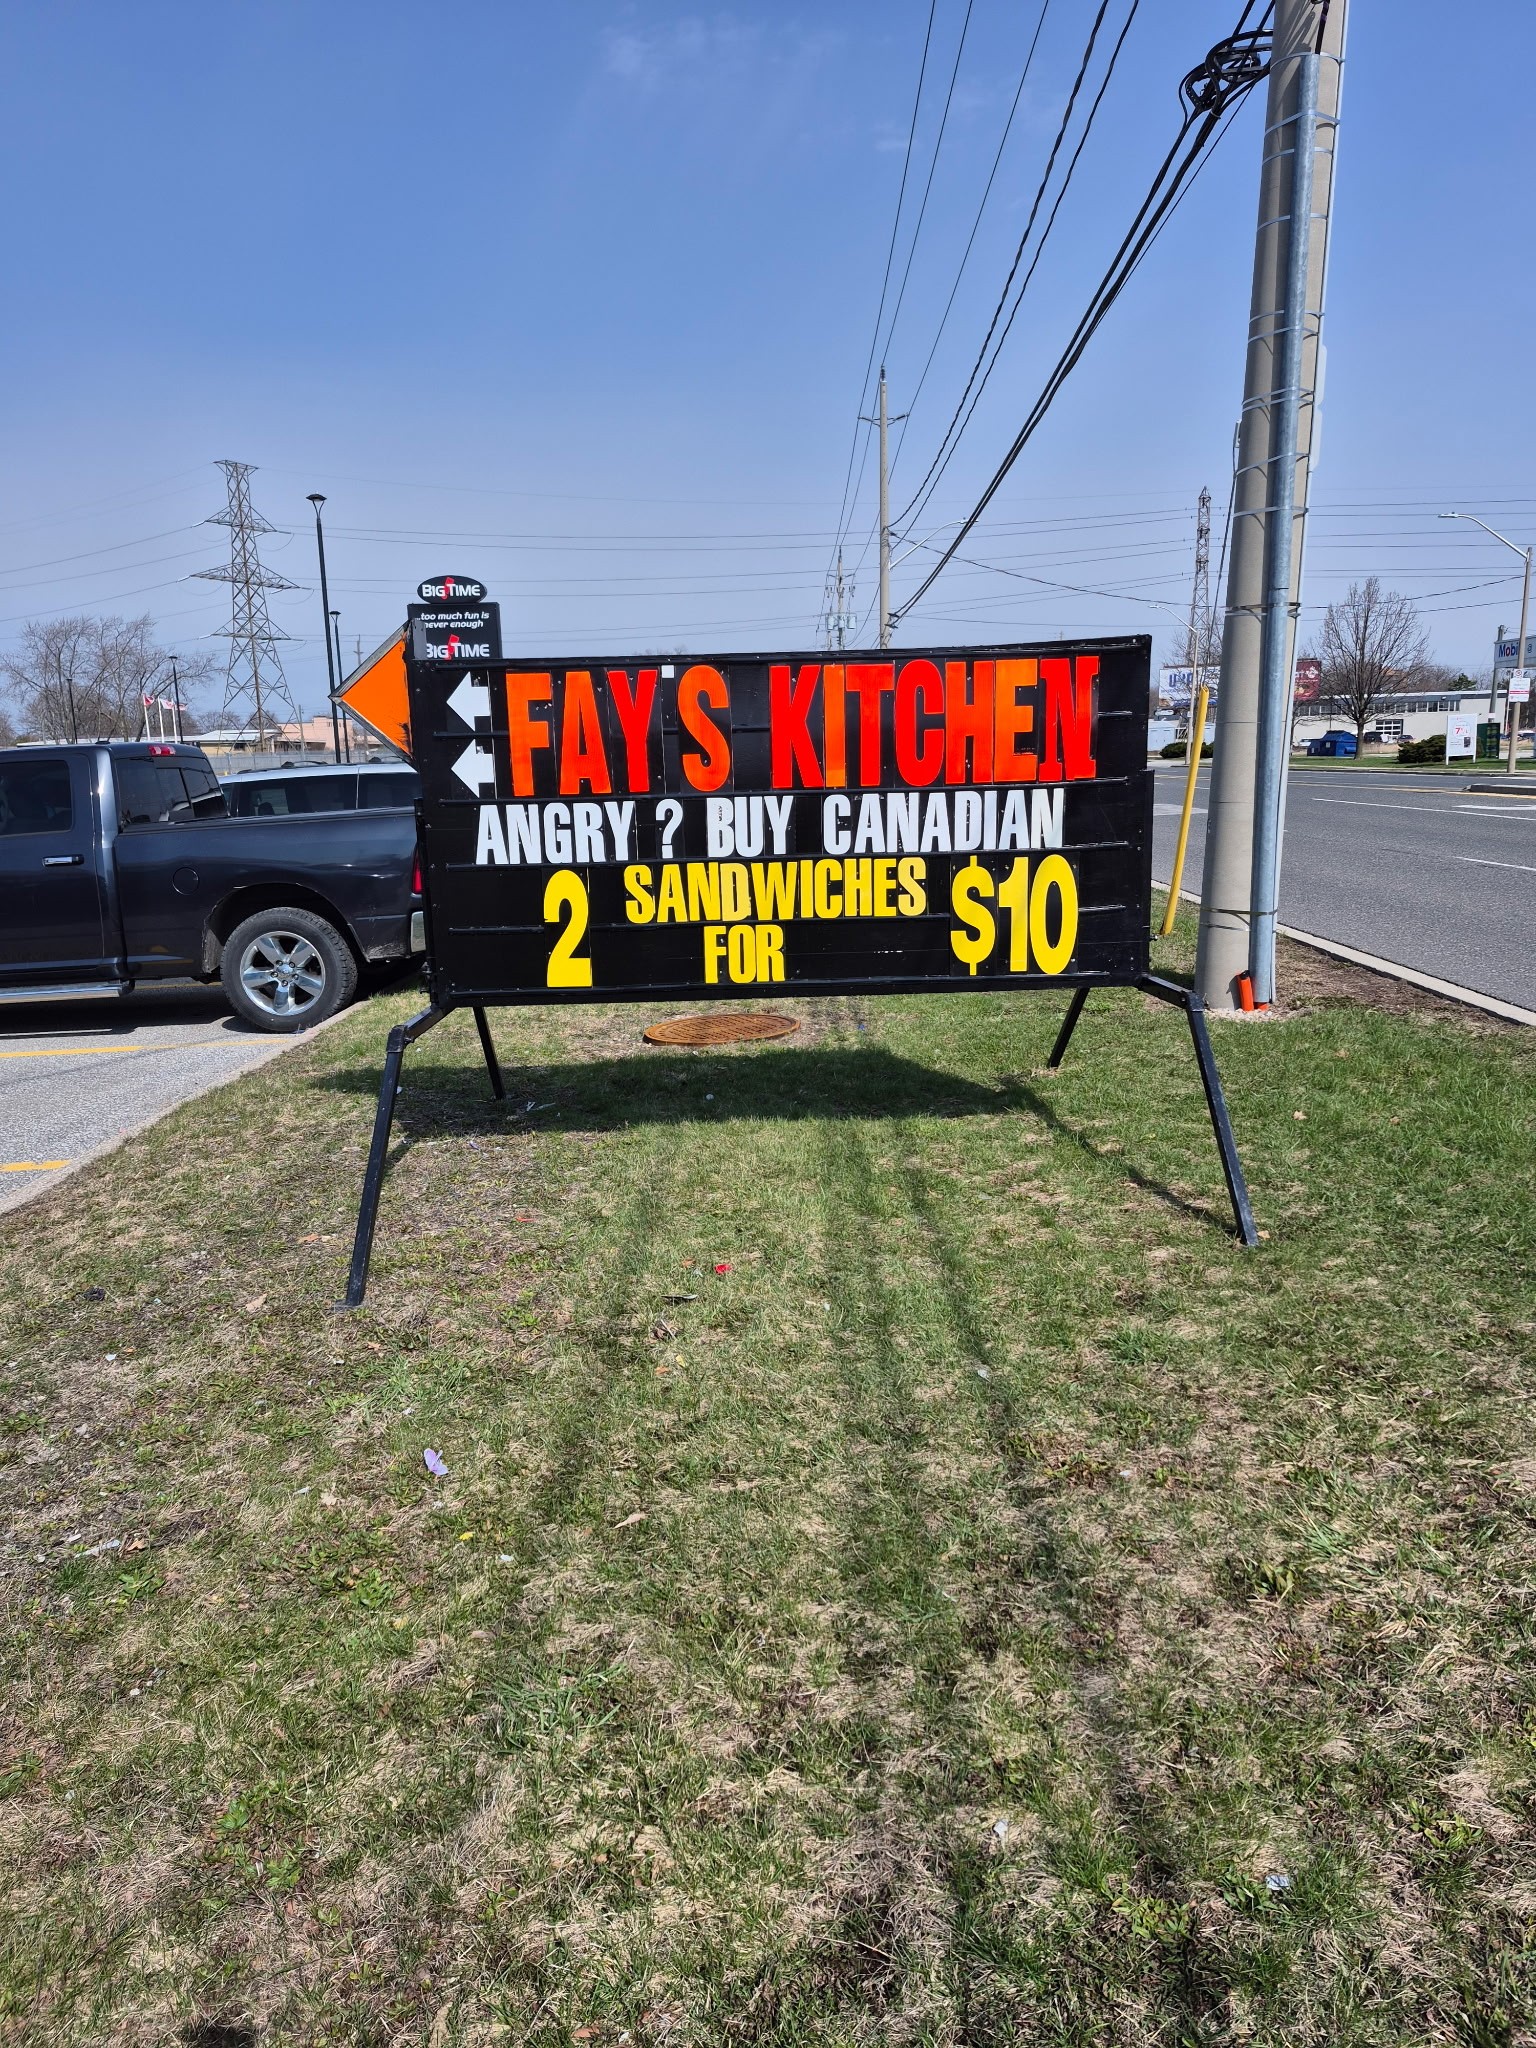 BIG TIME
too much fun is
never enough
BIG TIME
FAY'S KITCHEN
ANGRY ? BUY CANADIAN
2 SANDWICHES $10
FOR
Mobil